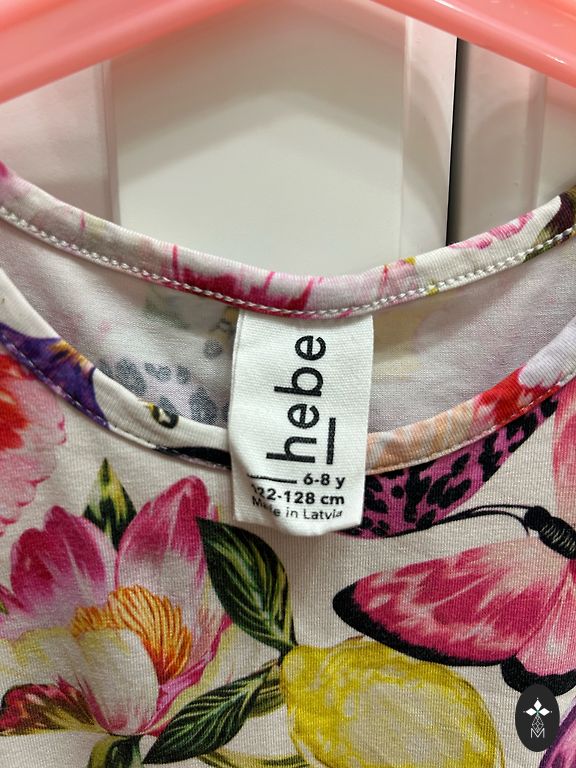 hebe
6-8 y
122-128 cm
Made in Latvia
M